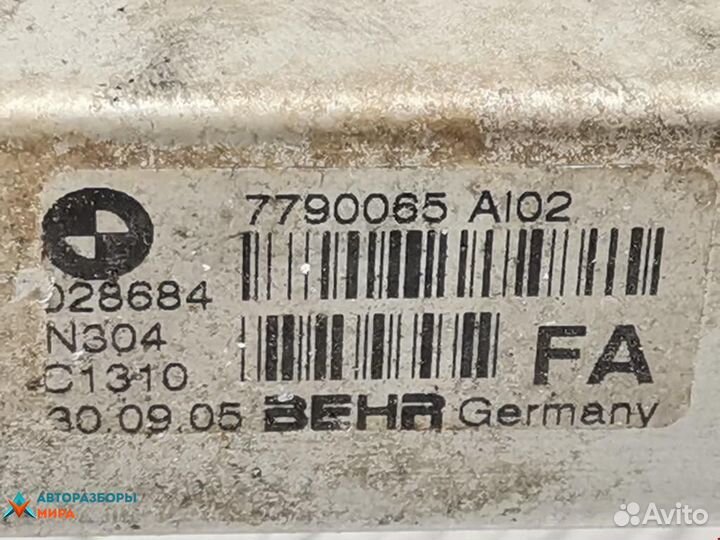 7790065 AI02
028684
N304
C1310
FA
30.09.05 BEHR Germany
АВТОРАЗБОРЫ
МИРА
Avito